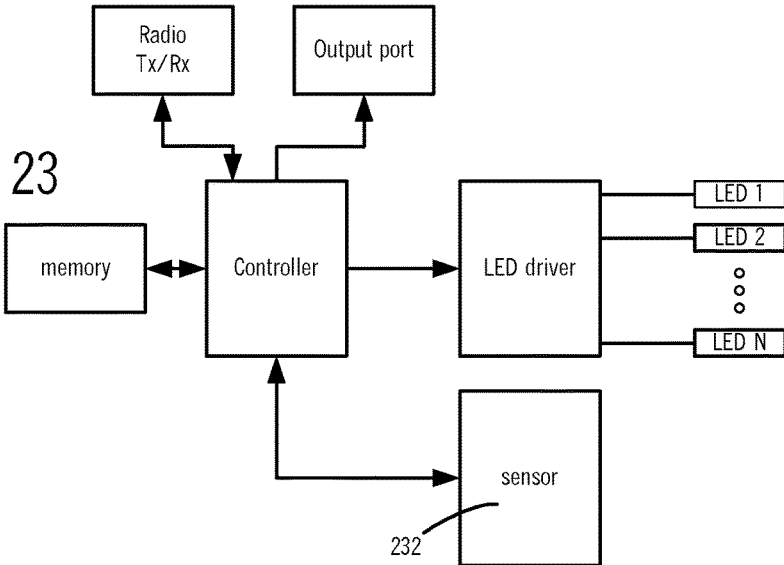 Radio
Tx/Rx
Output port
23
memory
Controller
LED driver
LED 1
LED 2
LED N
sensor
232